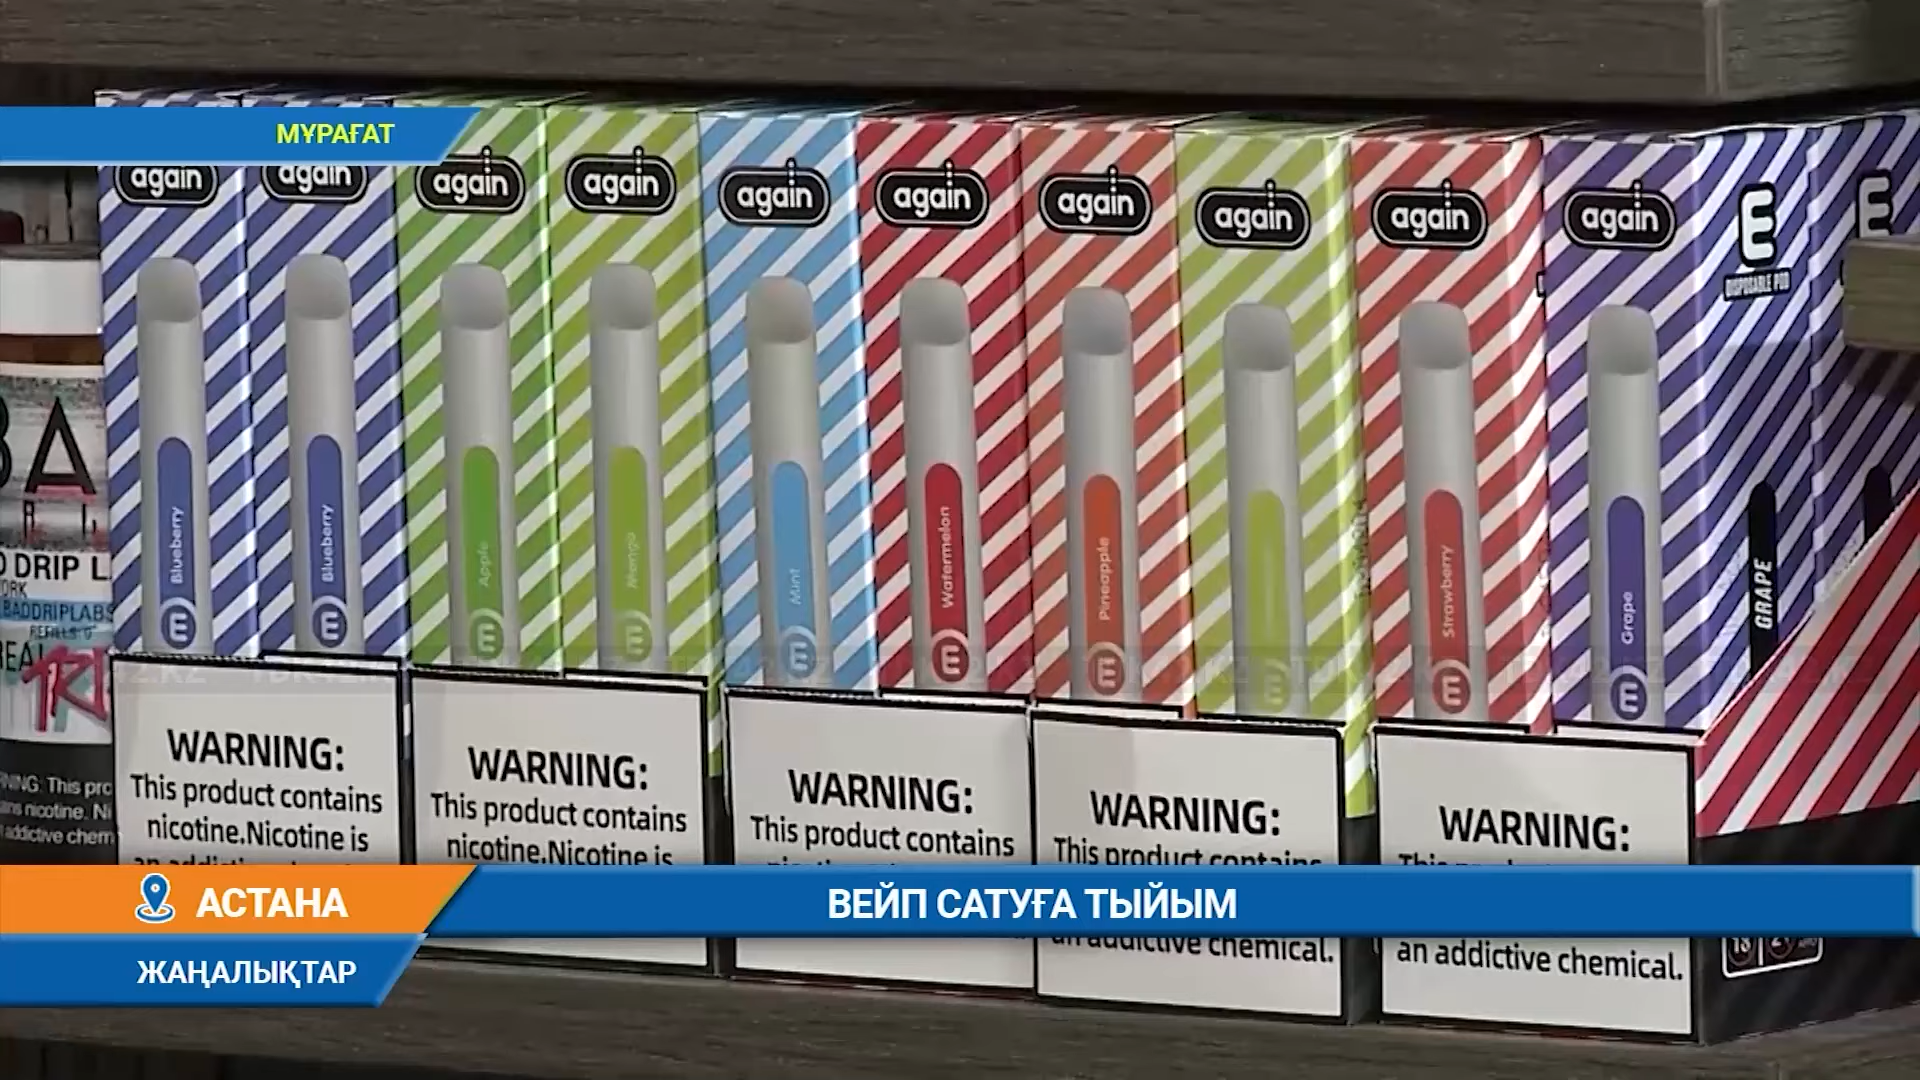 МҰРАҒАТ
again
again
again
again
again
again
again
again
again
again
E
DISPOSABLE POD
Blueberry
Blueberry
Apple
Mango
Mint
Watermelon
Pineapple
Strawberry
Grape
GRAPE
BA
D DRIP L
BADDRIPLABS
WARNING:
This product contains
nicotine.Nicotine is
WARNING:
This product contains
nicotine.Nicotine is
WARNING:
This product contains
WARNING:
This product contains
an addictive chemical.
WARNING:
an addictive chemical.
АСТАНА
ВЕЙП САТУҒА ТЫЙЫМ
ЖАҢАЛЫҚТАР